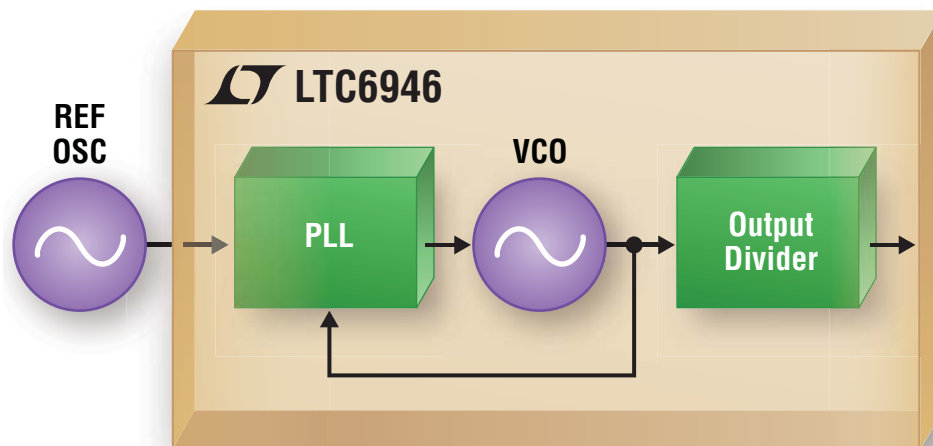 LTC6946
REF
OSC
VCO
PLL
Output
Divider